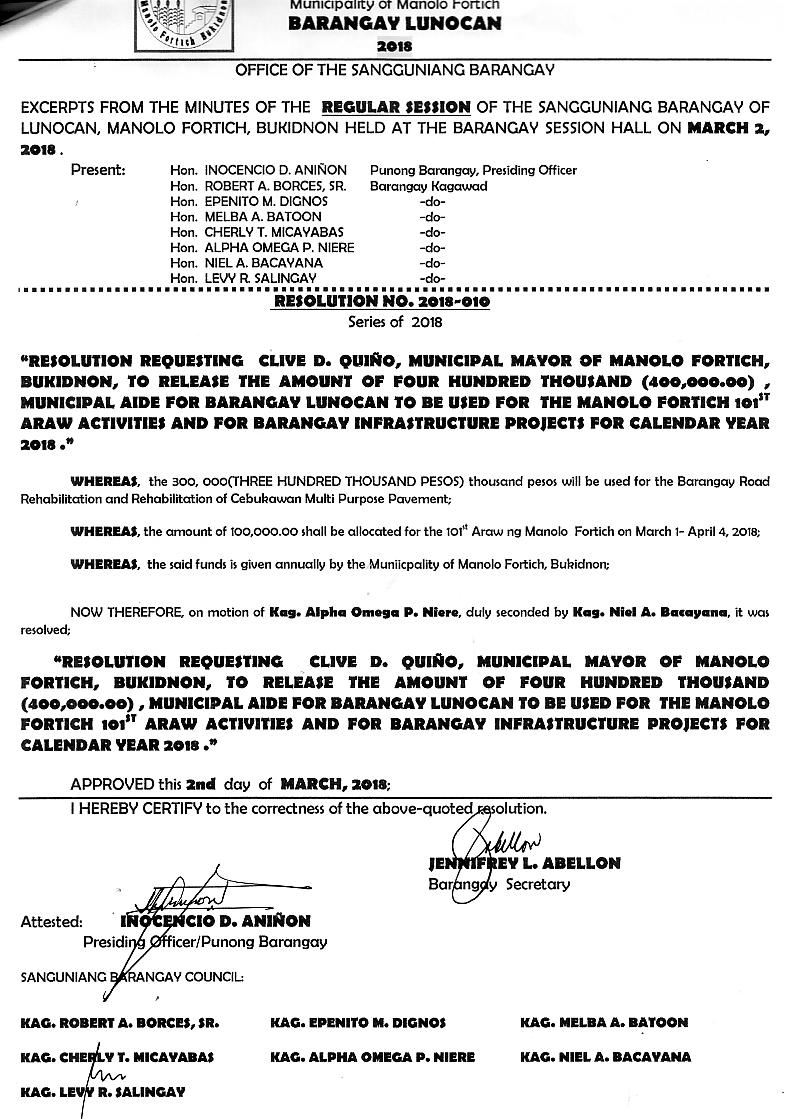 Municipality of Manolo Fortich
BARANGAY LUNOCAN
2018
Manolo Fortich Bukidnon
OFFICE OF THE SANGGUNIANG BARANGAY
EXCERPTS FROM THE MINUTES OF THE REGULAR SESSION OF THE SANGGUNIANG BARANGAY OF
LUNOCAN, MANOLO FORTICH, BUKIDNON HELD AT THE BARANGAY SESSION HALL ON MARCH 2,
2018 .
Present: Hon. INOCENCIO D. ANIÑON Punong Barangay, Presiding Officer
Hon. ROBERT A. BORCES, SR. Barangay Kagawad
Hon. EPENITO M. DIGNOS -do-
Hon. MELBA A. BATOON -do-
Hon. CHERLY T. MICAYABAS -do-
Hon. ALPHA OMEGA P. NIERE -do-
Hon. NIEL A. BACAYANA -do-
Hon. LEVY R. SALINGAY -do-
RESOLUTION NO. 2018-010
Series of 2018
“RESOLUTION REQUESTING CLIVE D. QUIÑO, MUNICIPAL MAYOR OF MANOLO FORTICH,
BUKIDNON, TO RELEASE THE AMOUNT OF FOUR HUNDRED THOUSAND (400,000.00) ,
MUNICIPAL AIDE FOR BARANGAY LUNOCAN TO BE USED FOR THE MANOLO FORTICH 101ST
ARAW ACTIVITIES AND FOR BARANGAY INFRASTRUCTURE PROJECTS FOR CALENDAR YEAR
2018 .”
WHEREAS, the 300, 000(THREE HUNDRED THOUSAND PESOS) thousand pesos will be used for the Barangay Road
Rehabilitation and Rehabilitation of Cebukawan Multi Purpose Pavement;
WHEREAS, the amount of 100,000.00 shall be allocated for the 101st Araw ng Manolo Fortich on March 1- April 4, 2018;
WHEREAS, the said funds is given annually by the Muniicpality of Manolo Fortich, Bukidnon;
NOW THEREFORE, on motion of Kag. Alpha Omega P. Niere, duly seconded by Kag. Niel A. Bacayana, it was
resolved;
“RESOLUTION REQUESTING CLIVE D. QUIÑO, MUNICIPAL MAYOR OF MANOLO
FORTICH, BUKIDNON, TO RELEASE THE AMOUNT OF FOUR HUNDRED THOUSAND
(400,000.00) , MUNICIPAL AIDE FOR BARANGAY LUNOCAN TO BE USED FOR THE MANOLO
FORTICH 101ST ARAW ACTIVITIES AND FOR BARANGAY INFRASTRUCTURE PROJECTS FOR
CALENDAR YEAR 2018 .”
APPROVED this 2nd day of MARCH, 2018;
I HEREBY CERTIFY to the correctness of the above-quoted resolution.
JENNIFREY L. ABELLON
Barangay Secretary
Attested: INOCENCIO D. ANIÑON
Presiding Officer/Punong Barangay
SANGUNIANG BARANGAY COUNCIL:
KAG. ROBERT A. BORCES, SR. KAG. EPENITO M. DIGNOS KAG. MELBA A. BATOON
KAG. CHERLY T. MICAYABAS KAG. ALPHA OMEGA P. NIERE KAG. NIEL A. BACAYANA
KAG. LEVY R. SALINGAY